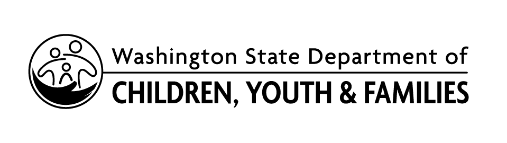 Washington State Department of
CHILDREN, YOUTH & FAMILIES